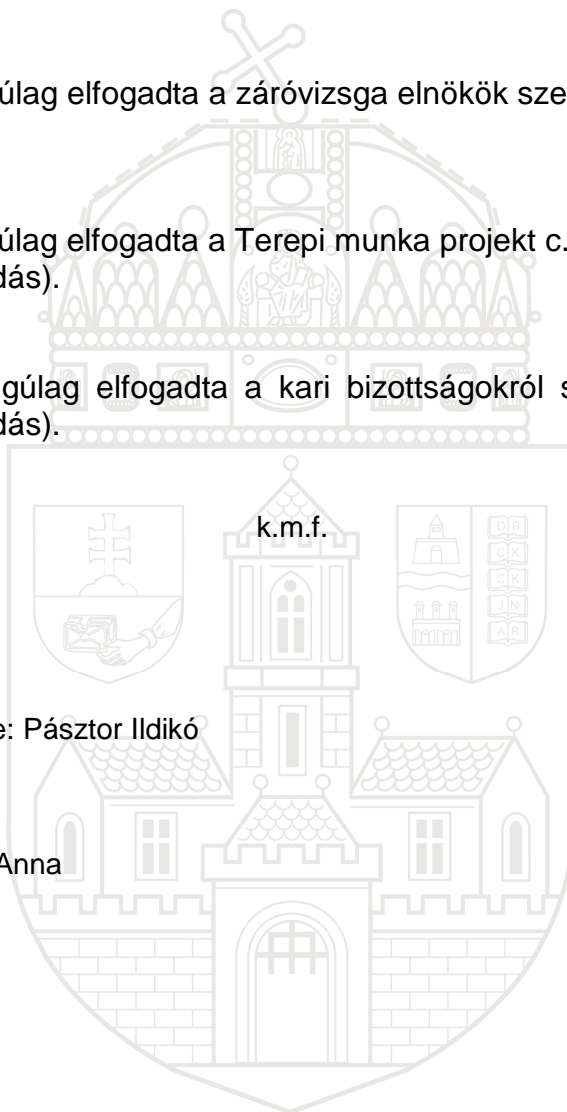 úlag elfogadta a záróvizsga elnökök sze
úlag elfogadta a Terepi munka projekt c.
dás).
gúlag elfogadta a kari bizottságokról s
dás).
k.m.f.
e: Pásztor Ildikó
Anna
D B
C K
C K
J N
A R